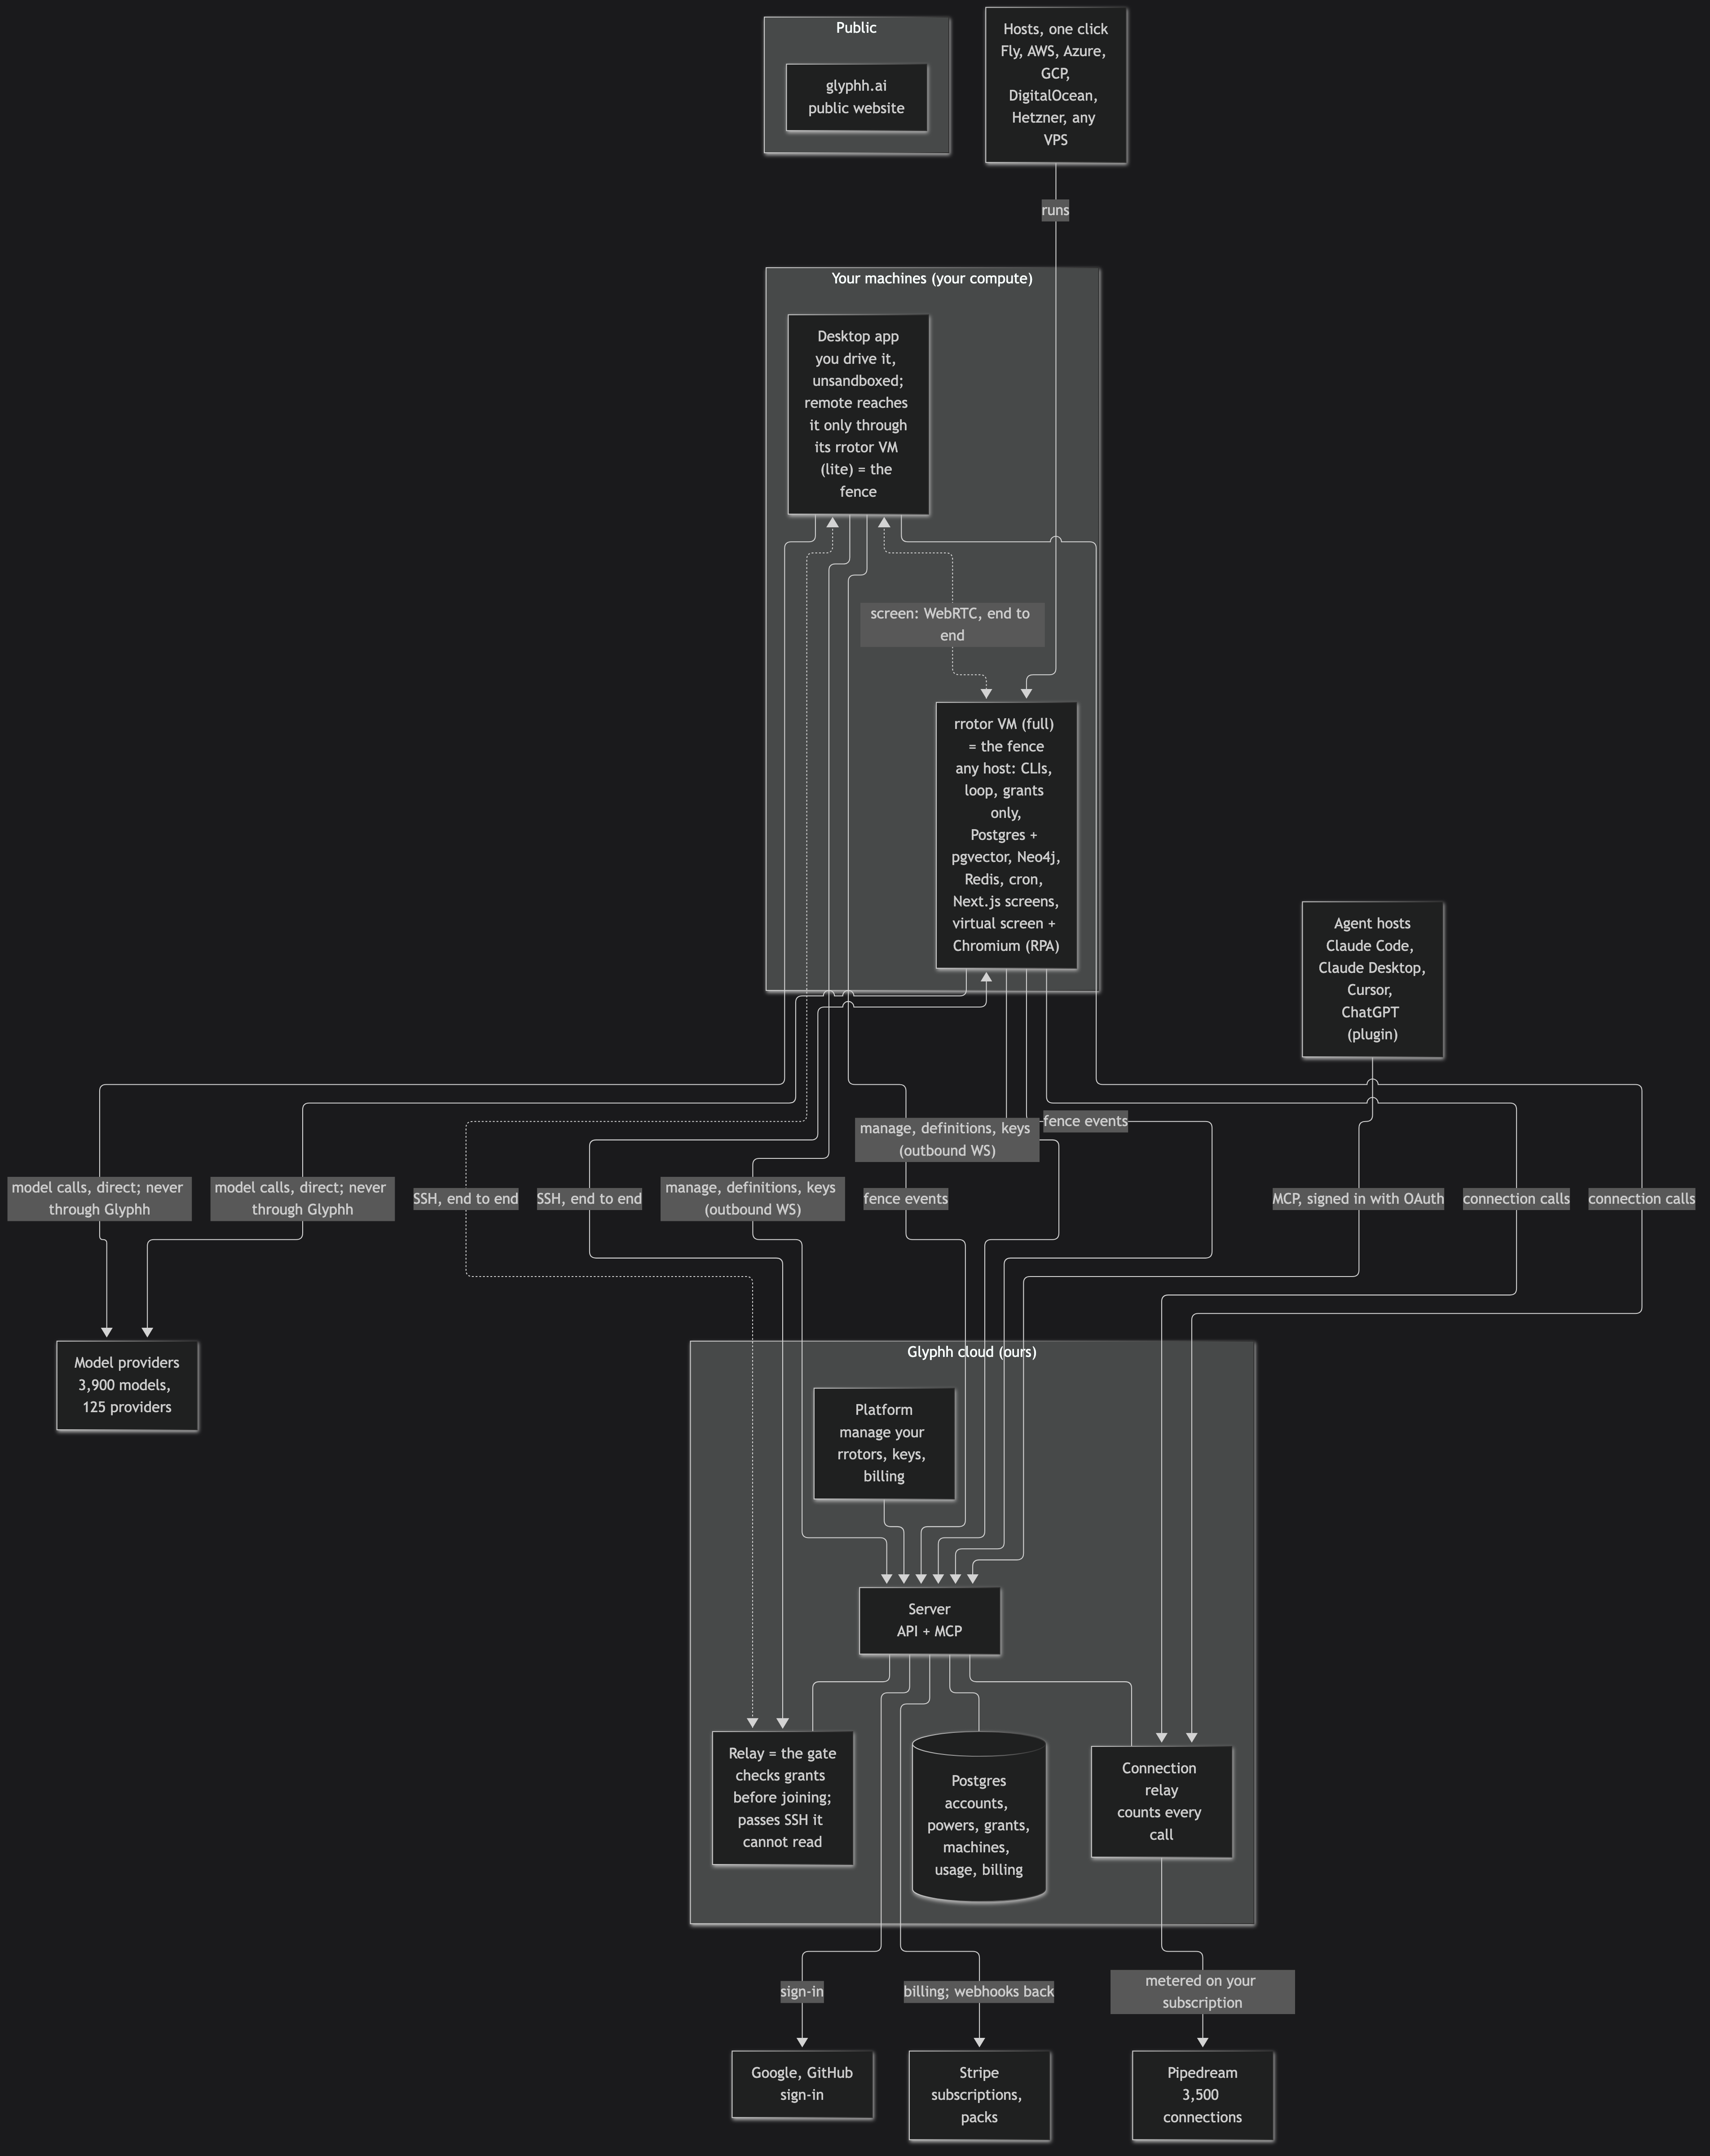 Public
glyphh.ai
public website
Hosts, one click
Fly, AWS, Azure,
GCP,
DigitalOcean,
Hetzner, any
VPS
runs
Your machines (your compute)
Desktop app
you drive it,
unsandboxed;
remote reaches
it only through
its rrotor VM
(lite) = the
fence
screen: WebRTC, end to
end
rrotor VM (full)
= the fence
any host: CLIs,
loop, grants
only,
Postgres +
pgvector, Neo4j,
Redis, cron,
Next.js screens,
virtual screen +
Chromium (RPA)
Agent hosts
Claude Code,
Claude Desktop,
Cursor,
ChatGPT
(plugin)
manage, definitions, keys
(outbound WS)
fence events
model calls, direct; never
through Glyphh
model calls, direct; never
through Glyphh
SSH, end to end
SSH, end to end
manage, definitions, keys
(outbound WS)
fence events
MCP, signed in with OAuth
connection calls
connection calls
Model providers
3,900 models,
125 providers
Glyphh cloud (ours)
Platform
manage your
rrotors, keys,
billing
Server
API + MCP
Relay = the gate
checks grants
before joining;
passes SSH it
cannot read
Postgres
accounts,
powers, grants,
machines,
usage, billing
Connection
relay
counts every
call
sign-in
billing; webhooks back
metered on your
subscription
Google, GitHub
sign-in
Stripe
subscriptions,
packs
Pipedream
3,500
connections